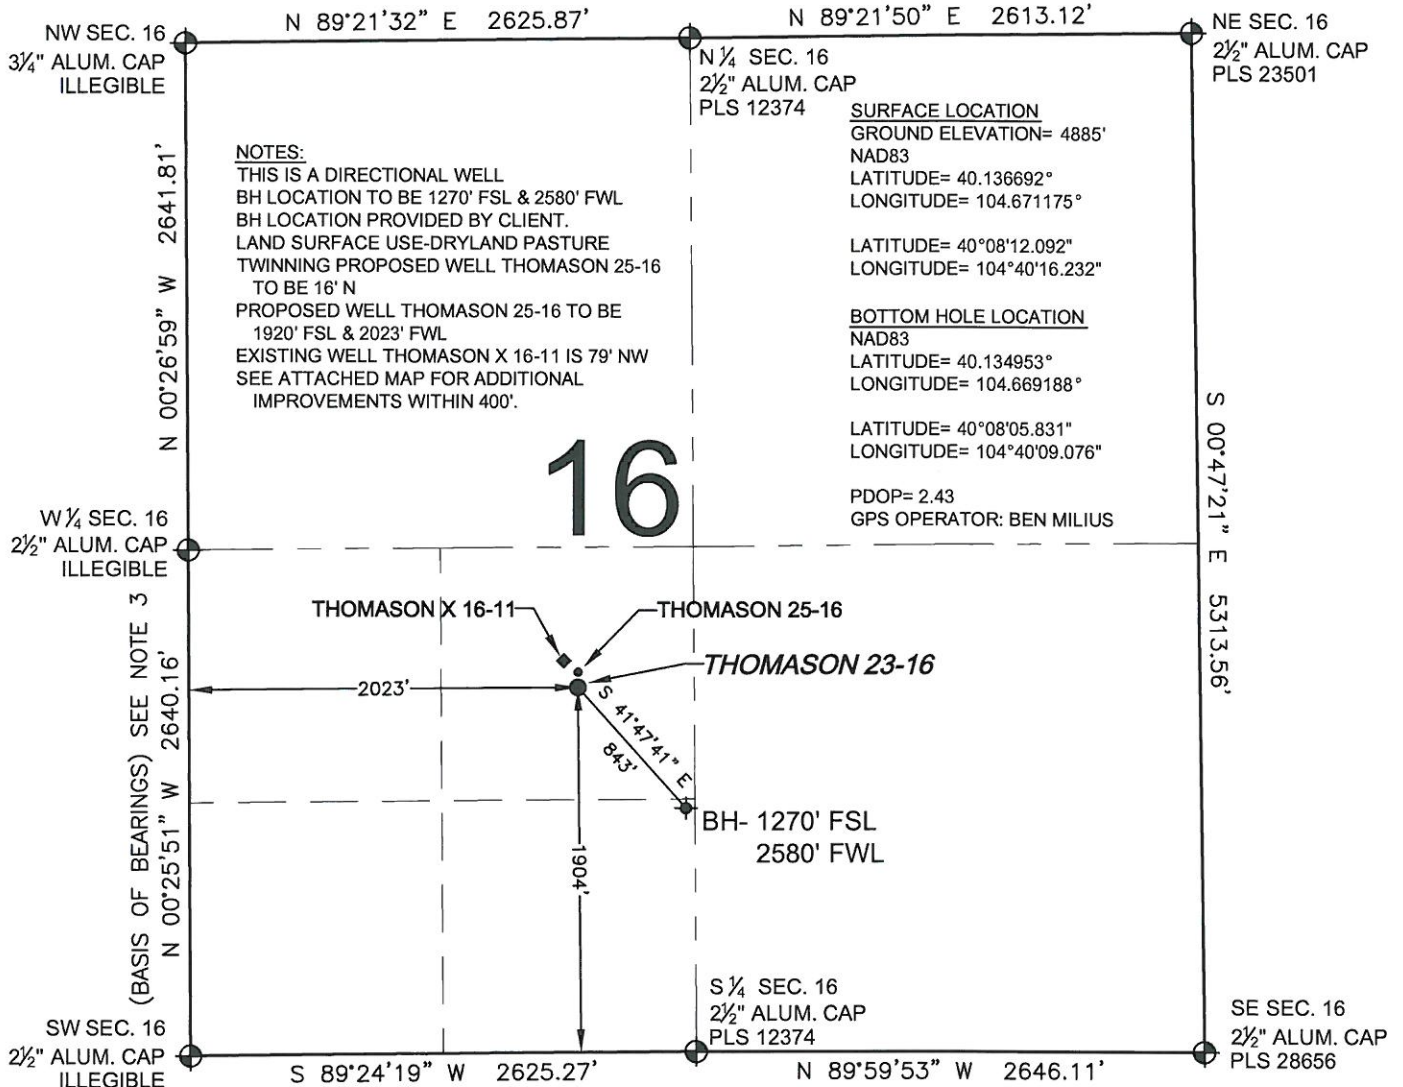 N 89°21'32" E 2625.87'
N 89°21'50" E 2613.12'
NW SEC. 16
3¼" ALUM. CAP
ILLEGIBLE
N ¼ SEC. 16
2½" ALUM. CAP
PLS 12374
NE SEC. 16
2½" ALUM. CAP
PLS 23501
NOTES:
THIS IS A DIRECTIONAL WELL
BH LOCATION TO BE 1270' FSL & 2580' FWL
BH LOCATION PROVIDED BY CLIENT.
LAND SURFACE USE-DRYLAND PASTURE
TWINNING PROPOSED WELL THOMASON 25-16
TO BE 16' N
PROPOSED WELL THOMASON 25-16 TO BE
1920' FSL & 2023' FWL
EXISTING WELL THOMASON X 16-11 IS 79' NW
SEE ATTACHED MAP FOR ADDITIONAL
IMPROVEMENTS WITHIN 400'.
SURFACE LOCATION
GROUND ELEVATION= 4885'
NAD83
LATITUDE= 40.136692°
LONGITUDE= 104.671175°
LATITUDE= 40°08'12.092"
LONGITUDE= 104°40'16.232"
BOTTOM HOLE LOCATION
NAD83
LATITUDE= 40.134953°
LONGITUDE= 104.669188°
LATITUDE= 40°08'05.831"
LONGITUDE= 104°40'09.076"
PDOP= 2.43
GPS OPERATOR: BEN MILIUS
N 00°26'59" W 2641.81'
16
S 00°47'21" E 5313.56'
W ¼ SEC. 16
2½" ALUM. CAP
ILLEGIBLE
THOMASON X 16-11
THOMASON 25-16
THOMASON 23-16
2023'
S 41°47'41" E
843'
1904'
BH- 1270' FSL
2580' FWL
(BASIS OF BEARINGS) SEE NOTE 3
N 00°25'51" W 2640.16'
SW SEC. 16
2½" ALUM. CAP
ILLEGIBLE
S ¼ SEC. 16
2½" ALUM. CAP
PLS 12374
SE SEC. 16
2½" ALUM. CAP
PLS 28656
S 89°24'19" W 2625.27'
N 89°59'53" W 2646.11'